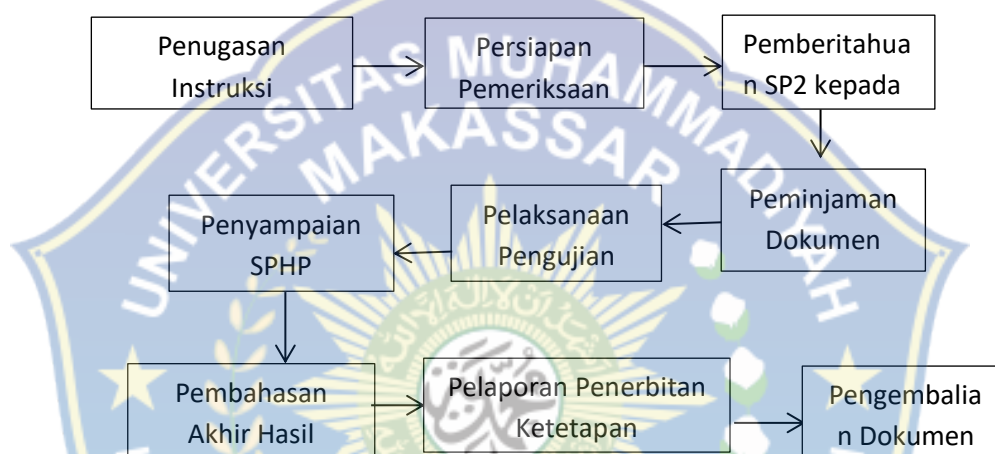 UNIVERSITAS MUHAMMADIYAH
MAKASSAR
Penugasan
Instruksi
Persiapan
Pemeriksaan
Pemberitahua
n SP2 kepada
Peminjaman
Dokumen
Pelaksanaan
Pengujian
Penyampaian
SPHP
Pembahasan
Akhir Hasil
Pelaporan Penerbitan
Ketetapan
Pengembalia
n Dokumen